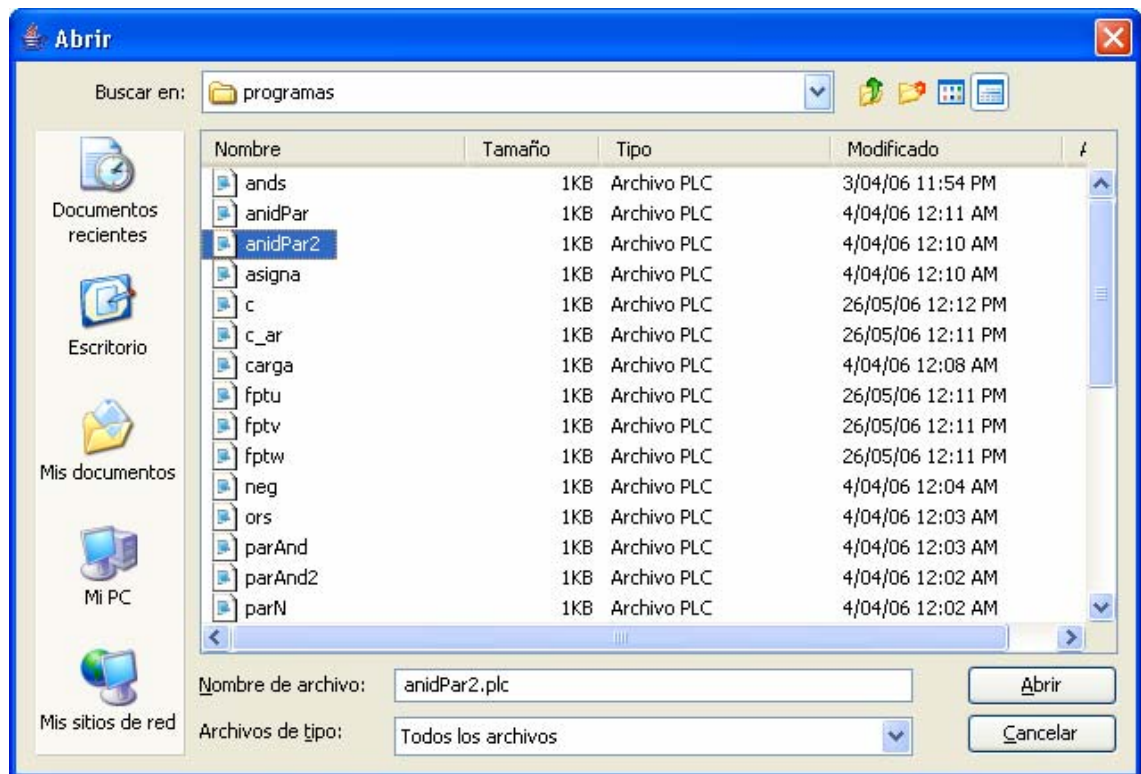 Abrir
Buscar en: programas
Nombre Tamaño Tipo Modificado
ands 1KB Archivo PLC 3/04/06 11:54 PM
anidPar 1KB Archivo PLC 4/04/06 12:11 AM
anidPar2 1KB Archivo PLC 4/04/06 12:10 AM
asigna 1KB Archivo PLC 4/04/06 12:10 AM
c 1KB Archivo PLC 26/05/06 12:12 PM
c_ar 1KB Archivo PLC 26/05/06 12:11 PM
carga 1KB Archivo PLC 4/04/06 12:08 AM
fptu 1KB Archivo PLC 26/05/06 12:11 PM
fptv 1KB Archivo PLC 26/05/06 12:11 PM
fptw 1KB Archivo PLC 26/05/06 12:11 PM
neg 1KB Archivo PLC 4/04/06 12:04 AM
ors 1KB Archivo PLC 4/04/06 12:03 AM
parAnd 1KB Archivo PLC 4/04/06 12:03 AM
parAnd2 1KB Archivo PLC 4/04/06 12:02 AM
parN 1KB Archivo PLC 4/04/06 12:02 AM
Documentos
recientes
Escritorio
Mis documentos
Mi PC
Mis sitios de red
Nombre de archivo: anidPar2.plc Abrir
Archivos de tipo: Todos los archivos Cancelar